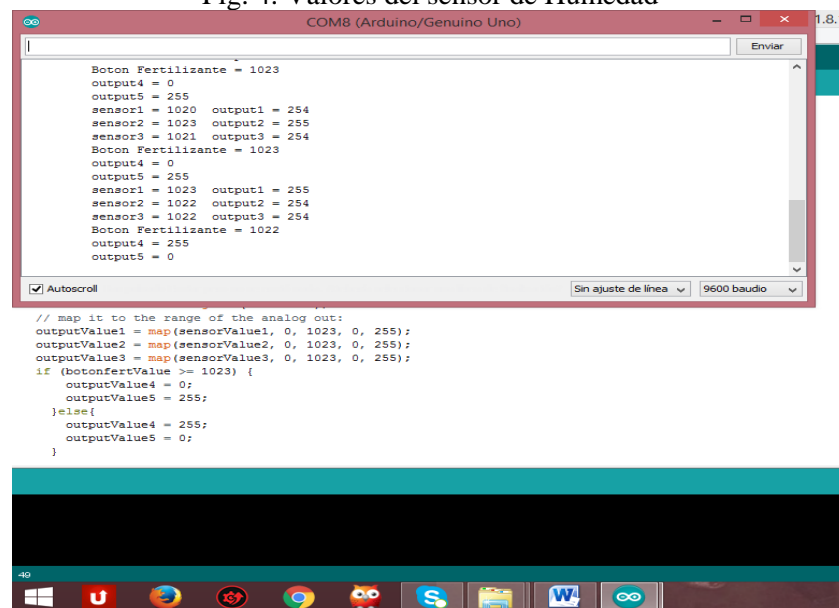 Fig. 4. Valores del sensor de Humedad
COM8 (Arduino/Genuino Uno)
1.8.
Enviar
Boton Fertilizante = 1023
output4 = 0
output5 = 255
sensor1 = 1020 output1 = 254
sensor2 = 1023 output2 = 255
sensor3 = 1021 output3 = 254
Boton Fertilizante = 1023
output4 = 0
output5 = 255
sensor1 = 1023 output1 = 255
sensor2 = 1022 output2 = 254
sensor3 = 1022 output3 = 254
Boton Fertilizante = 1022
output4 = 255
output5 = 0
Autoscroll
Sin ajuste de línea
9600 baudio
// map it to the range of the analog out:
outputValue1 = map(sensorValue1, 0, 1023, 0, 255);
outputValue2 = map(sensorValue2, 0, 1023, 0, 255);
outputValue3 = map(sensorValue3, 0, 1023, 0, 255);
if (botonfertValue >= 1023) {
outputValue4 = 0;
outputValue5 = 255;
}else{
outputValue4 = 255;
outputValue5 = 0;
}
49